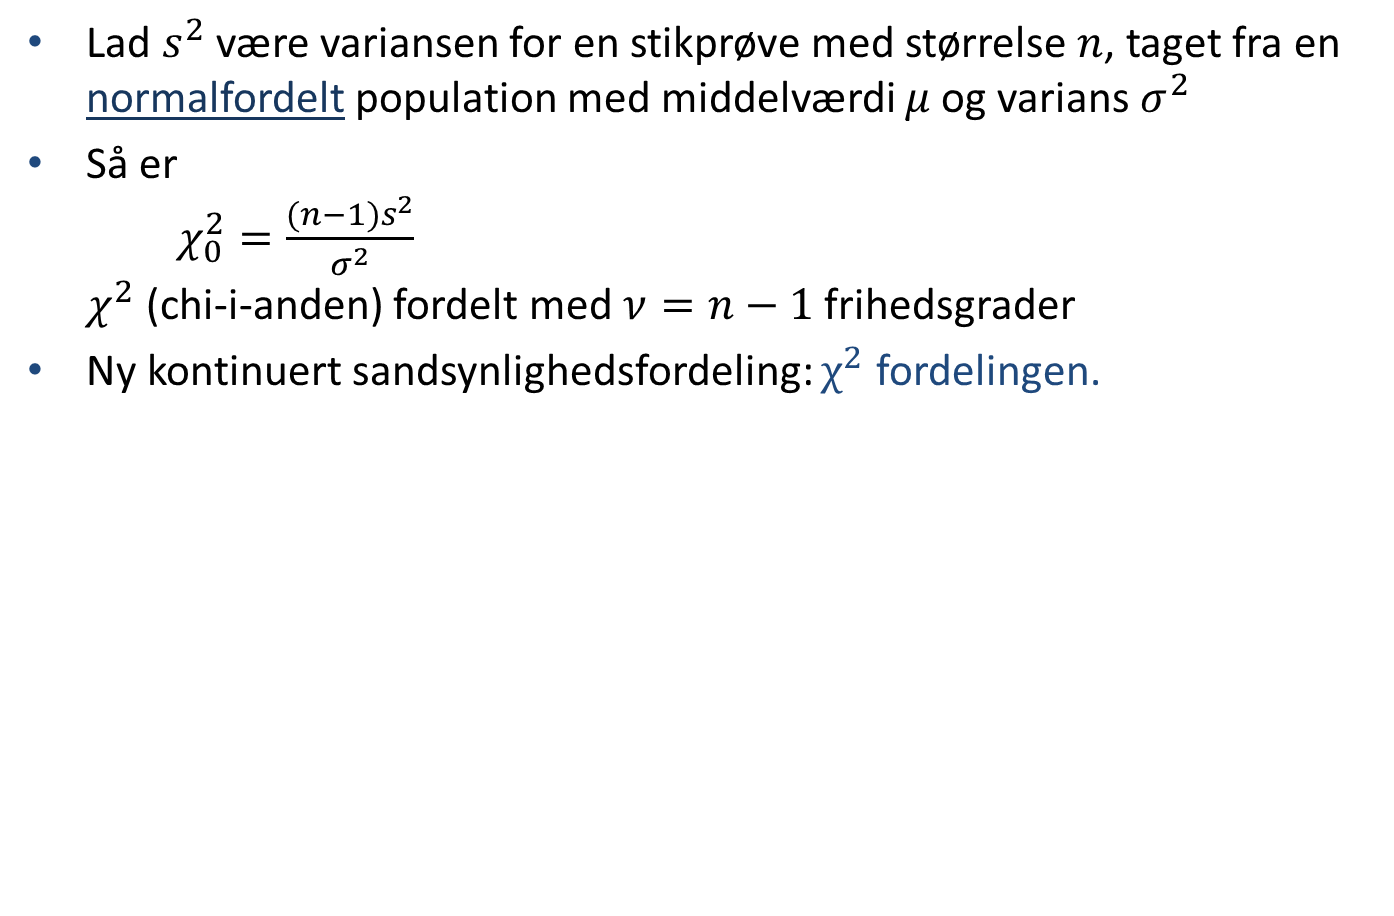 • Lad 𝑠² være variansen for en stikprøve med størrelse 𝑛, taget fra en
normalfordelt population med middelværdi 𝜇 og varians 𝜎²
• Så er
𝜒₀² = (𝑛−1)𝑠² / 𝜎²
𝜒² (chi-i-anden) fordelt med 𝜈 = 𝑛 − 1 frihedsgrader
• Ny kontinuert sandsynlighedsfordeling: χ² fordelingen.